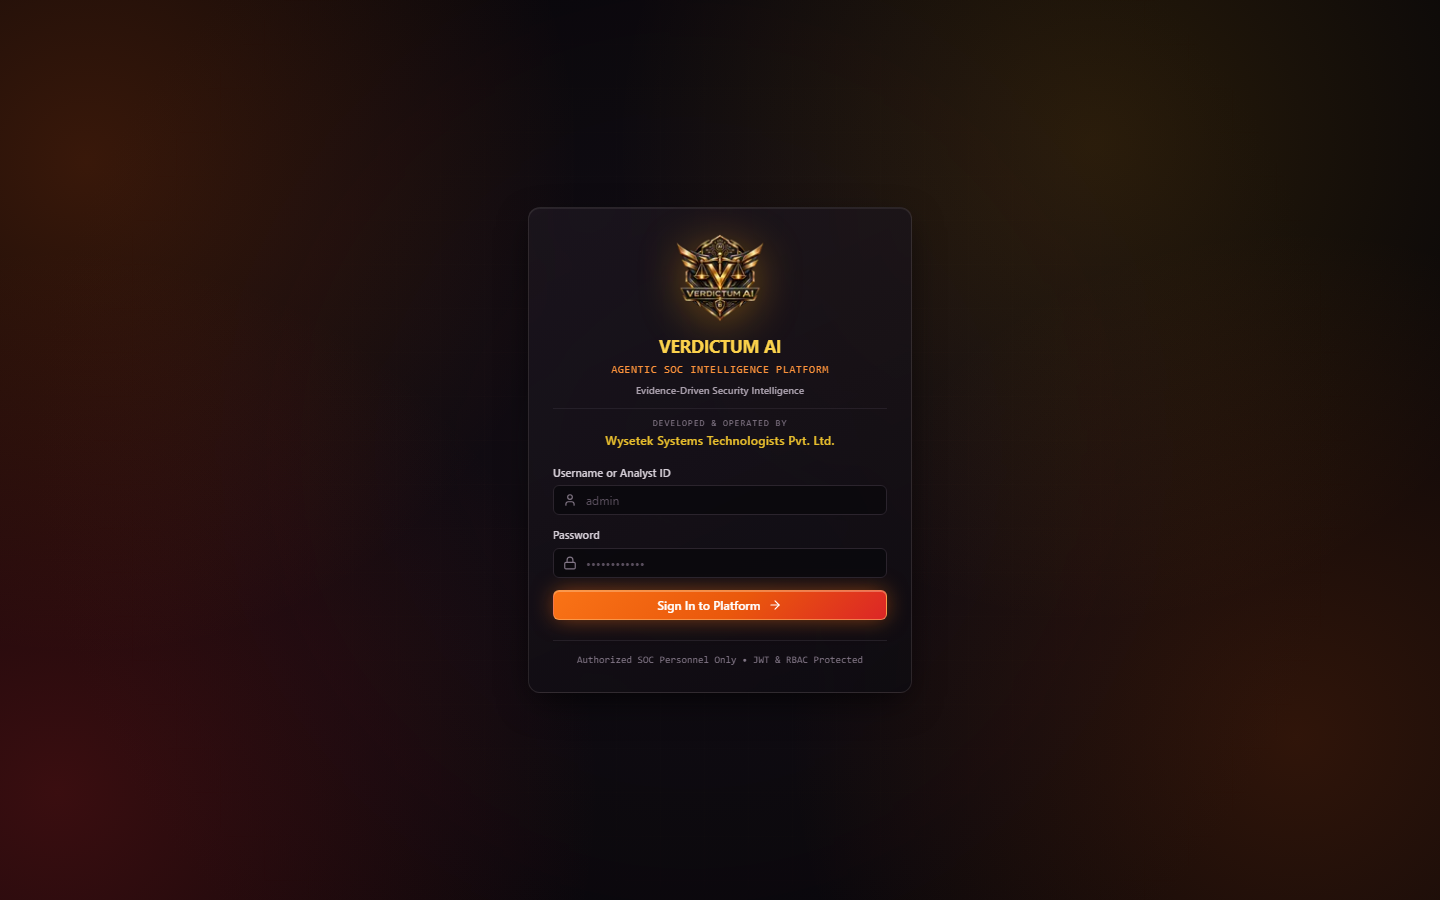 VERDICTUM AI
VERDICTUM AI
AGENTIC SOC INTELLIGENCE PLATFORM
Evidence-Driven Security Intelligence
DEVELOPED & OPERATED BY
Wysetek Systems Technologists Pvt. Ltd.
Username or Analyst ID
admin
Password
••••••••••••
Sign In to Platform →
Authorized SOC Personnel Only • JWT & RBAC Protected